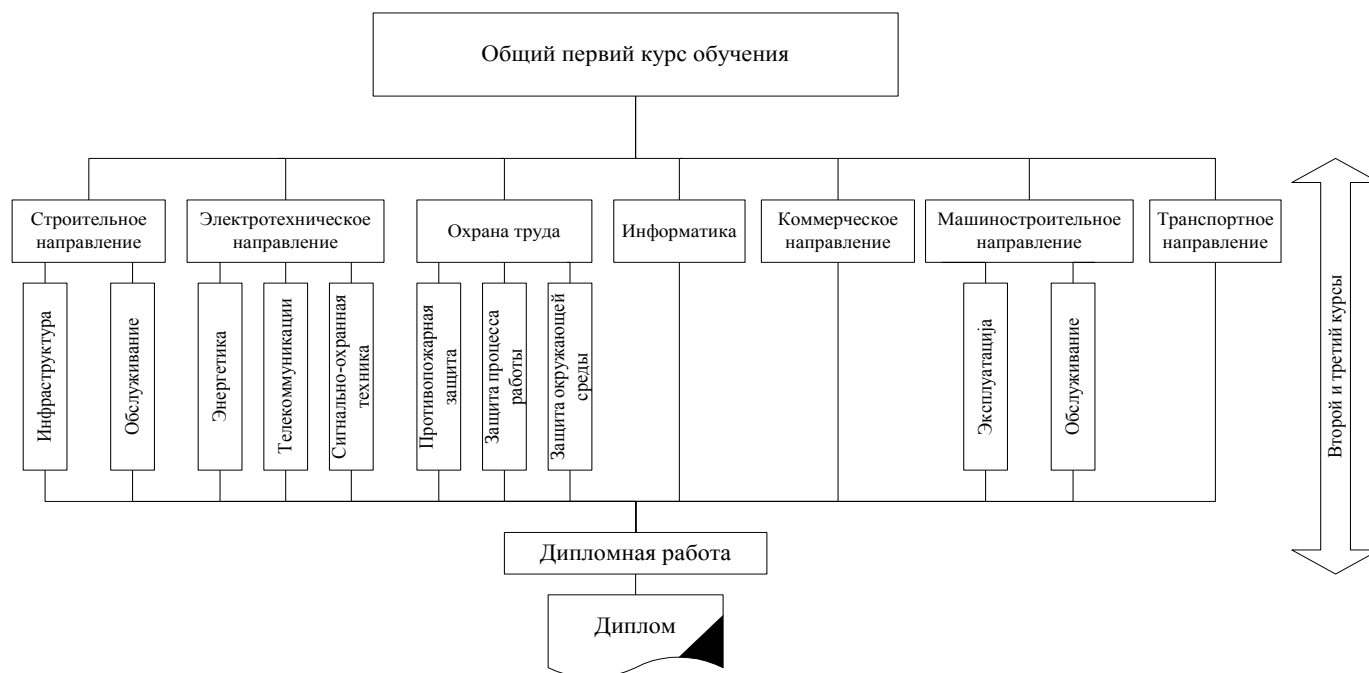 Общий первий курс обучения
Строительное
направление
Электротехническое
направление
Охрана труда
Информатика
Коммерческое
направление
Машиностроительное
направление
Транспортное
направление
Инфраструктура
Обслуживание
Энергетика
Телекоммуникации
Сигнально-охранная
техника
Противопожарная
защита
Защита процесса
работы
Защита окружающей
среды
Эксплуатациja
Обслуживание
Второй и третий курсы
Дипломная работа
Диплом